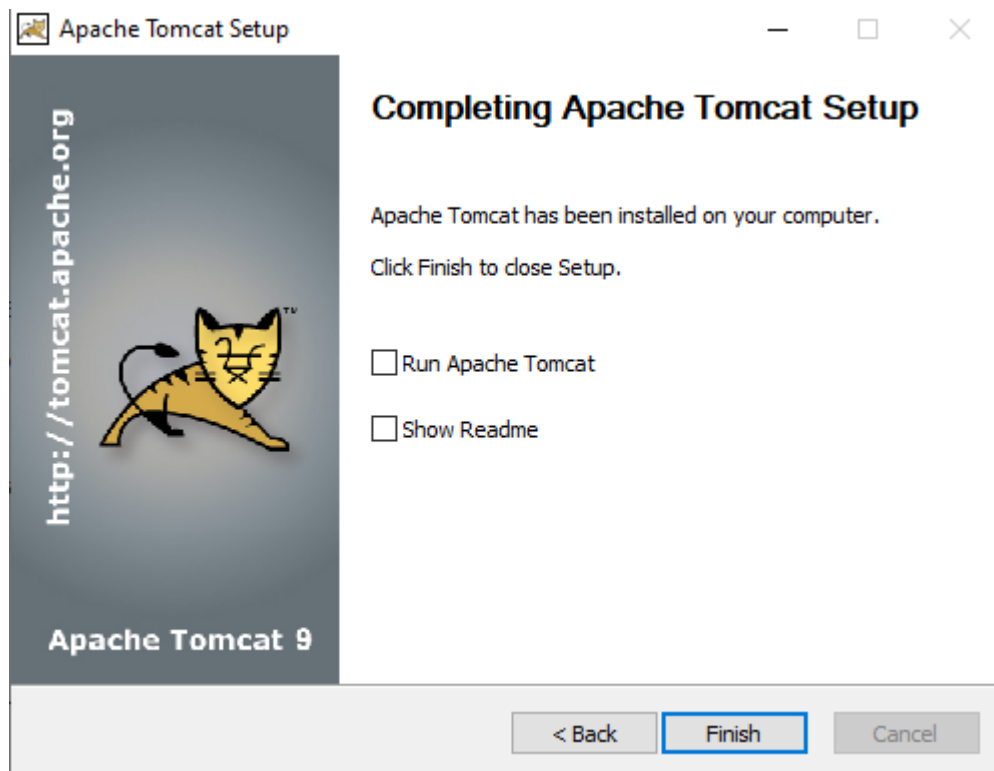 Apache Tomcat Setup
http://tomcat.apache.org
Apache Tomcat 9
Completing Apache Tomcat Setup
Apache Tomcat has been installed on your computer.
Click Finish to close Setup.
Run Apache Tomcat
Show Readme
< Back
Finish
Cancel
TM